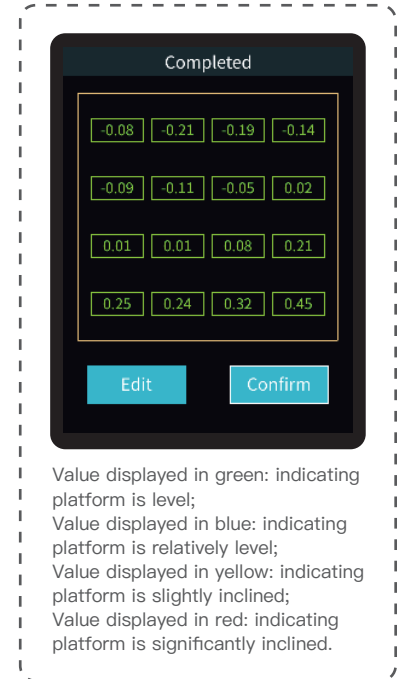 Completed
-0.08 -0.21 -0.19 -0.14
-0.09 -0.11 -0.05 0.02
0.01 0.01 0.08 0.21
0.25 0.24 0.32 0.45
Edit Confirm
Value displayed in green: indicating
platform is level;
Value displayed in blue: indicating
platform is relatively level;
Value displayed in yellow: indicating
platform is slightly inclined;
Value displayed in red: indicating
platform is significantly inclined.